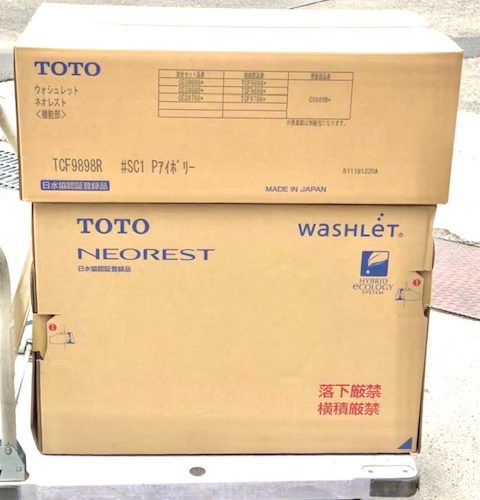 TOTO
ウォシュレット
ネオレスト
<機能部>
TCF9898R #SC1 Pアイボリー
日水協認証登録品
MADE IN JAPAN
B1119122OA
TOTO
WaSHLeT®
NEOREST
日水協認証登録品
HYBRID
eCOLOGY
SYSTEM
落下厳禁
横積厳禁